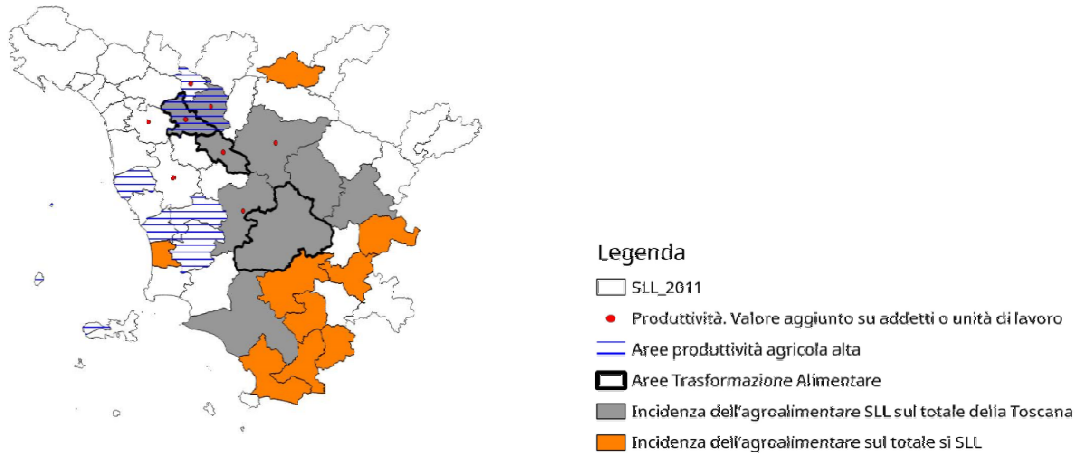 Legenda
SLL_2011
Produttività. Valore aggiunto su addetti o unità di lavoro
Aree produttività agricola alta
Aree Trasformazione Alimentare
Incidenza dell'agroalimentare SLL sul totale della Toscana
Incidenza dell'agroalimentare sul totale si SLL